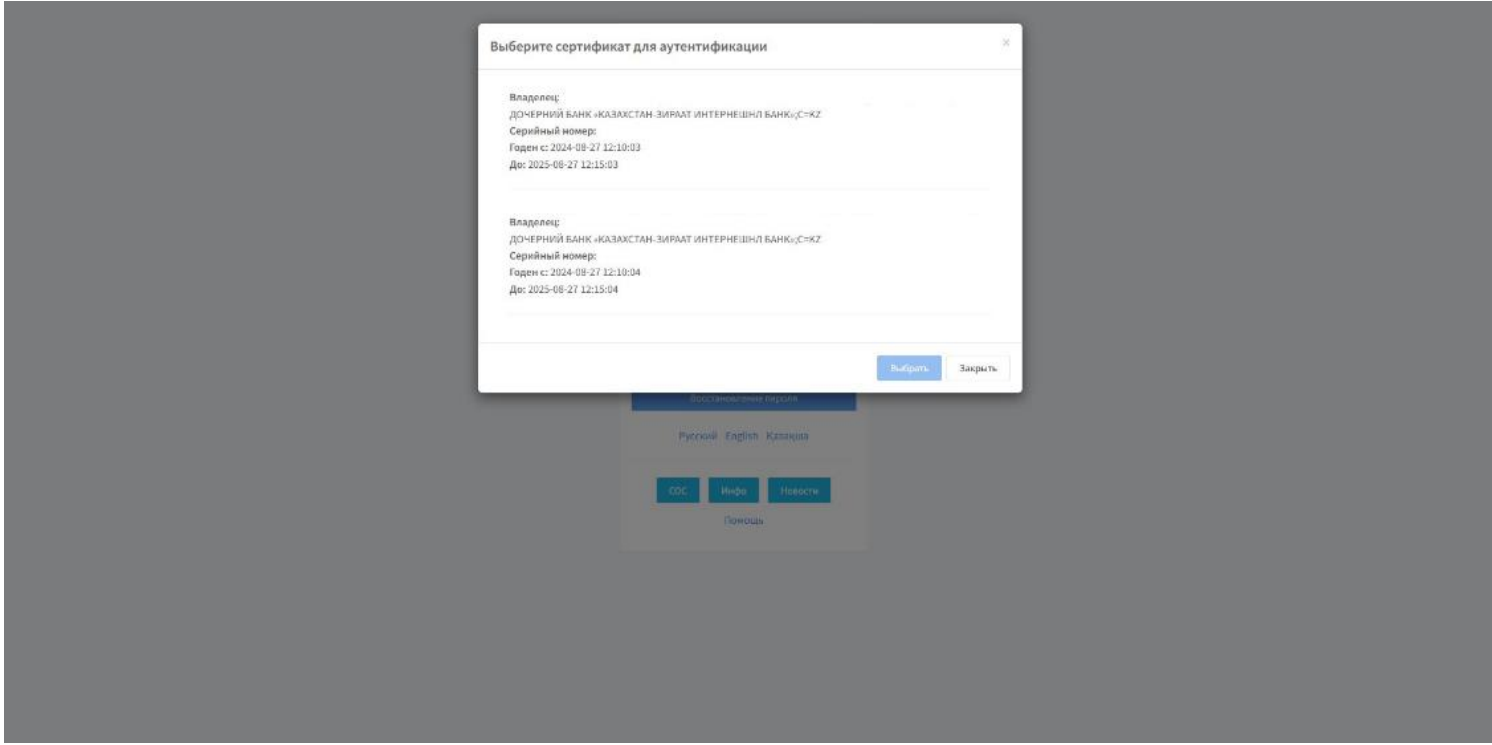 Выберите сертификат для аутентификации
×
Владелец:
ДОЧЕРНИЙ БАНК «КАЗАХСТАН-ЗИРААТ ИНТЕРНЕШНЛ БАНК»;C=KZ
Серийный номер:
Годен с: 2024-08-27 12:10:03
До: 2025-08-27 12:15:03
Владелец:
ДОЧЕРНИЙ БАНК «КАЗАХСТАН-ЗИРААТ ИНТЕРНЕШНЛ БАНК»;C=KZ
Серийный номер:
Годен с: 2024-08-27 12:10:04
До: 2025-08-27 12:15:04
Выбрать Закрыть
Восстановление пароля
Русский English Қазақша
СОС Инфо Новости
Помощь